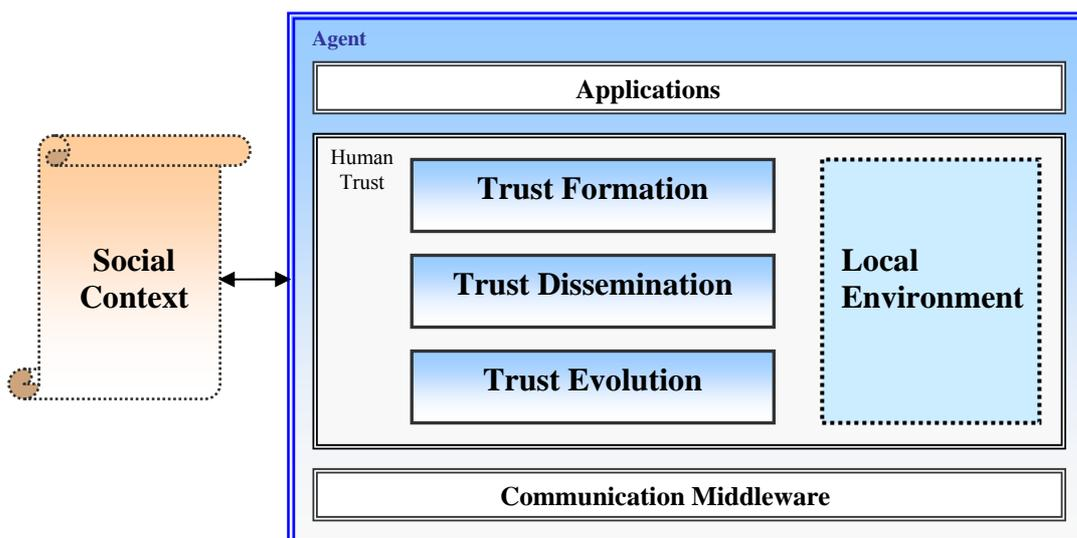 Agent
Applications
Human
Trust
Trust Formation
Trust Dissemination
Trust Evolution
Local
Environment
Social
Context
Communication Middleware